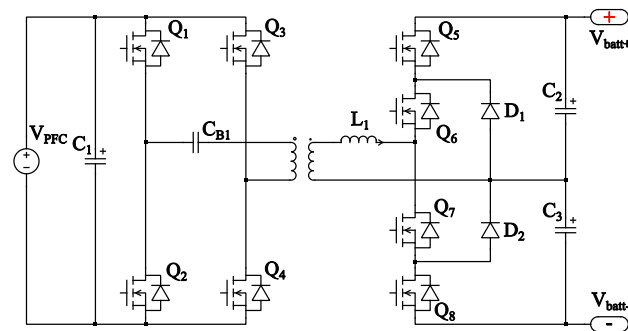 Q1
Q3
Q5
+
Vbatt+
VPFC
C1
+
CB1
L1
Q6
D1
C2
+
+
-
Q7
C3
+
Q2
Q4
D2
Q8
Vbatt-
-